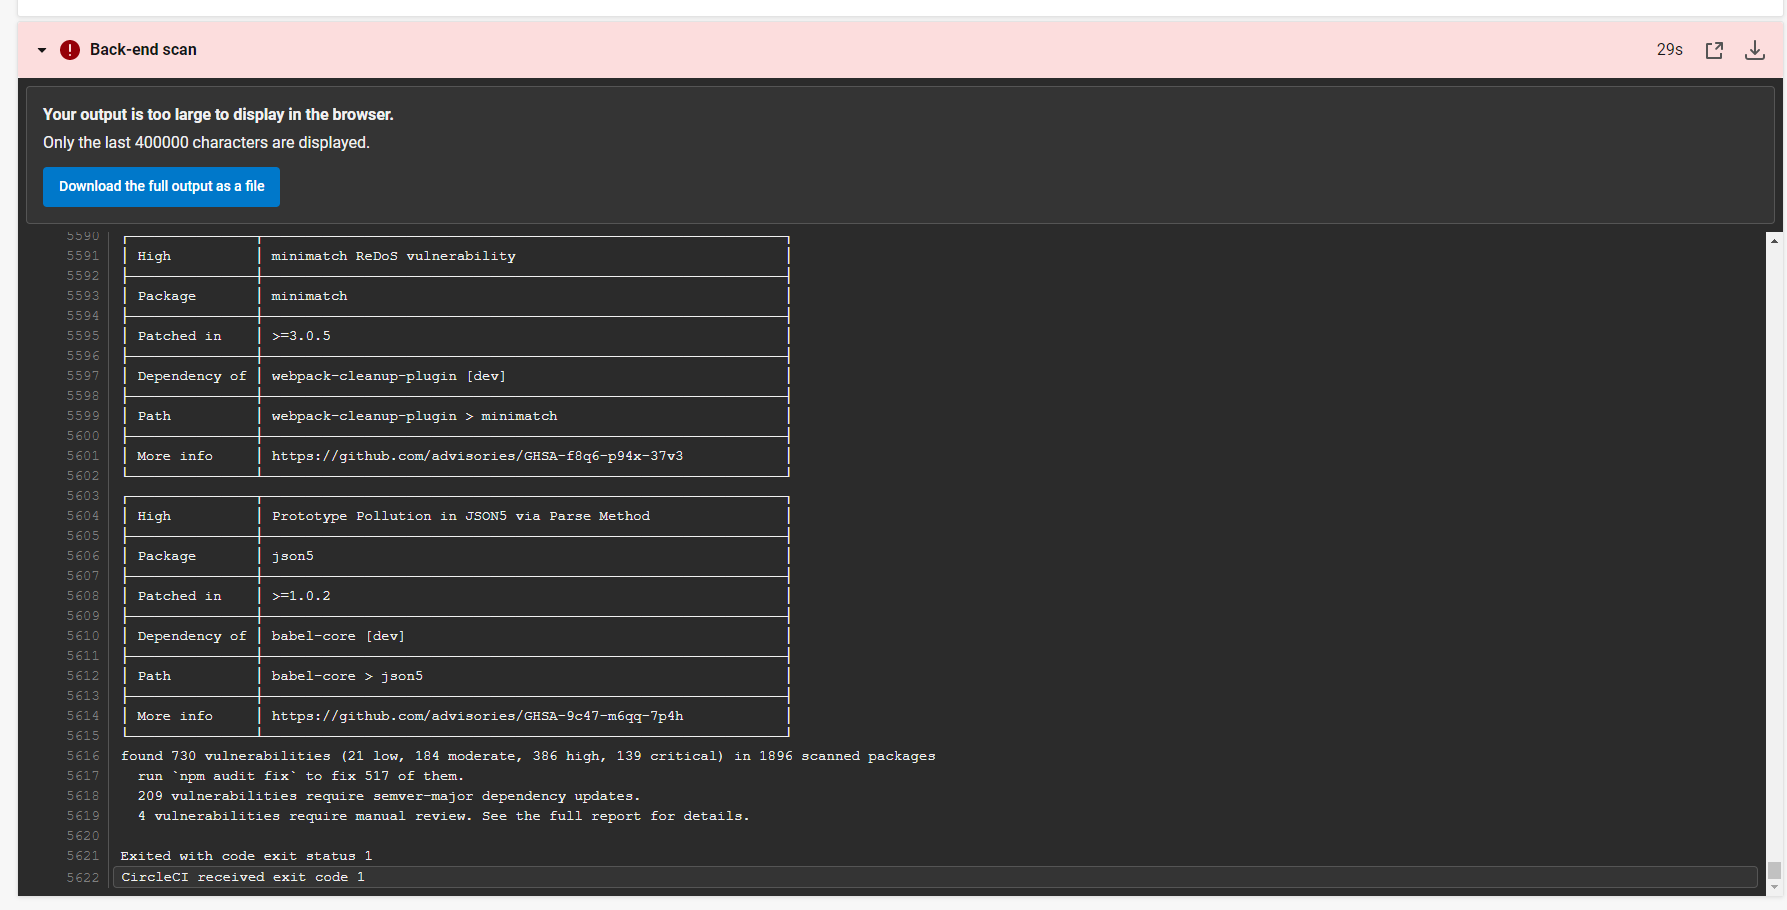 Back-end scan 29s
Your output is too large to display in the browser.
Only the last 400000 characters are displayed.
Download the full output as a file
5590
5591 High minimatch ReDoS vulnerability
5592
5593 Package minimatch
5594
5595 Patched in >=3.0.5
5596
5597 Dependency of webpack-cleanup-plugin [dev]
5598
5599 Path webpack-cleanup-plugin > minimatch
5600
5601 More info https://github.com/advisories/GHSA-f8q6-p94x-37v3
5602
5603
5604 High Prototype Pollution in JSON5 via Parse Method
5605
5606 Package json5
5607
5608 Patched in >=1.0.2
5609
5610 Dependency of babel-core [dev]
5611
5612 Path babel-core > json5
5613
5614 More info https://github.com/advisories/GHSA-9c47-m6qq-7p4h
5615
5616 found 730 vulnerabilities (21 low, 184 moderate, 386 high, 139 critical) in 1896 scanned packages
5617 run `npm audit fix` to fix 517 of them.
5618 209 vulnerabilities require semver-major dependency updates.
5619 4 vulnerabilities require manual review. See the full report for details.
5620
5621 Exited with code exit status 1
5622 CircleCI received exit code 1